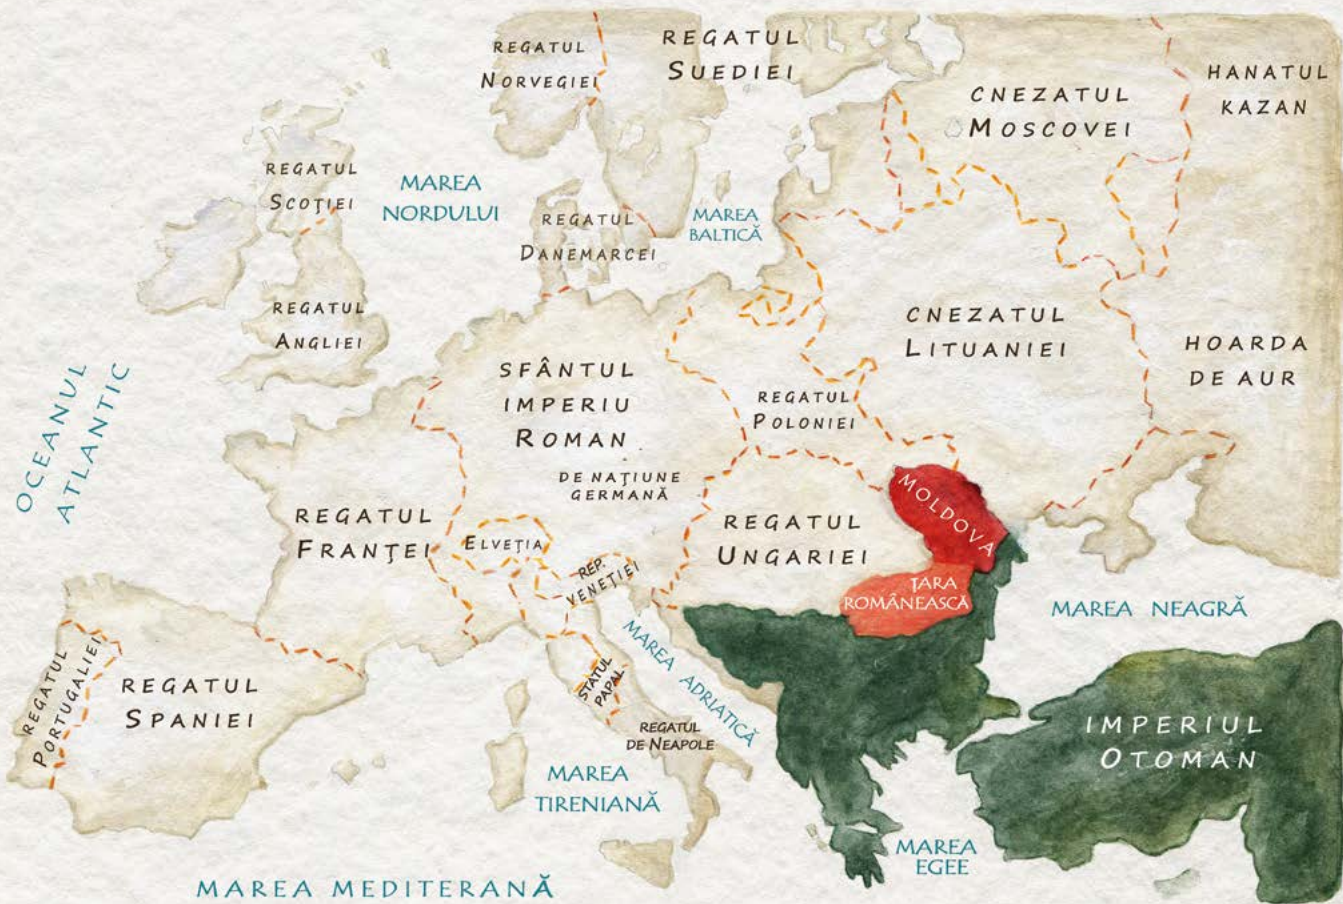 REGATUL
NORVEGIEI
REGATUL
SUEDIEI
CNEZATUL
MOSCOVEI
HANATUL
KAZAN
REGATUL
SCOŢIEI
MAREA
NORDULUI
REGATUL
DANEMARCEI
MAREA
BALTICĂ
REGATUL
ANGLIEI
CNEZATUL
LITUANIEI
HOARDA
DE AUR
OCEANUL
ATLANTIC
SFÂNTUL
IMPERIU
ROMAN
DE NAŢIUNE
GERMANĂ
REGATUL
POLONIEI
REGATUL
FRANŢEI
ELVEŢIA
REP.
VENEŢIEI
REGATUL
UNGARIEI
MOLDOVA
ŢARA
ROMÂNEASCĂ
MAREA NEAGRĂ
REGATUL
PORTUGALIEI
REGATUL
SPANIEI
STATUL
PAPAL
MAREA ADRIATICĂ
REGATUL
DE NEAPOLE
MAREA
TIRENIANĂ
IMPERIUL
OTOMAN
MAREA
EGEE
MAREA MEDITERANĂ